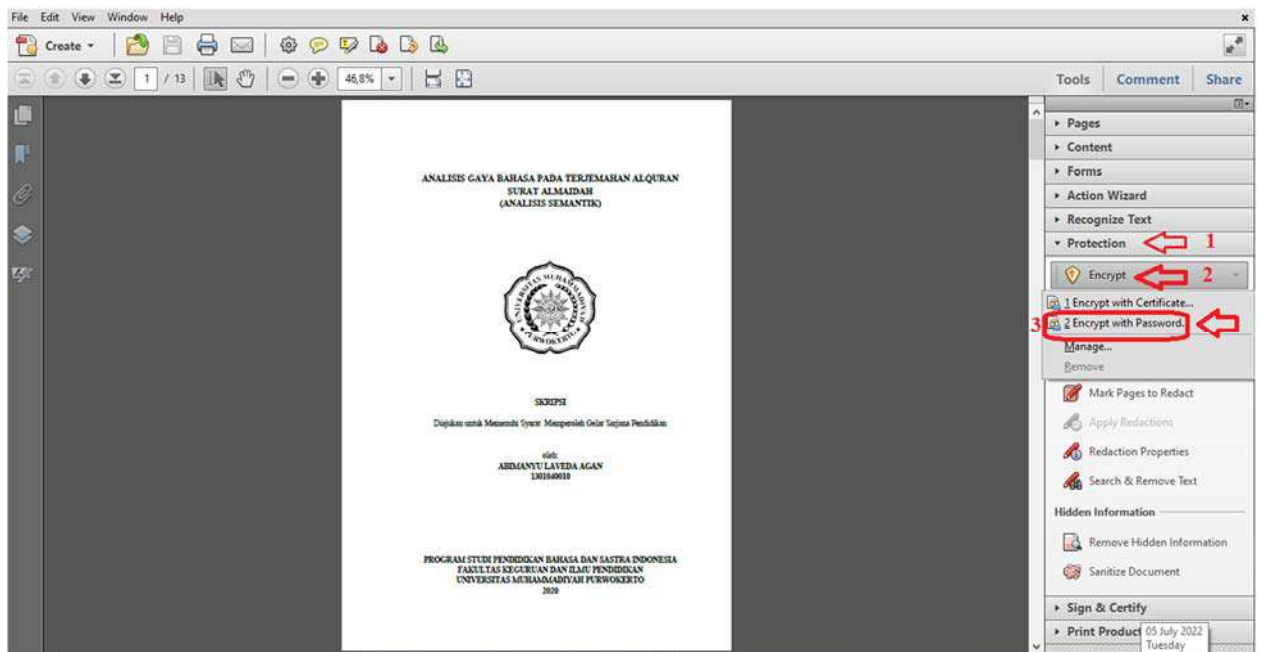 File Edit View Window Help
Create
1 / 13 46,8% Tools Comment Share
Pages
Content
Forms
Action Wizard
Recognize Text
Protection 1
Encrypt 2
1 Encrypt with Certificate...
3 2 Encrypt with Password.
Manage...
Remove
Mark Pages to Redact
Apply Redactions
Redaction Properties
Search & Remove Text
Hidden Information
Remove Hidden Information
Sanitize Document
Sign & Certify
Print Product
05 July 2022
Tuesday
ANALISIS GAYA BAHASA PADA TERJEMAHAN ALQURAN
SURAT ALMAIDAH
(ANALISIS SEMANTIK)
UNIVERSITAS MUHAMMADIYAH
PURWOKERTO
SKRIPSI
Diajukan untuk Memenuhi Syarat Memperoleh Gelar Sarjana Pendidikan
oleh:
ABIMANYU LAVEDA AGAN
1301040010
PROGRAM STUDI PENDIDIKAN BAHASA DAN SASTRA INDONESIA
FAKULTAS KEGURUAN DAN ILMU PENDIDIKAN
UNIVERSITAS MUHAMMADIYAH PURWOKERTO
2020